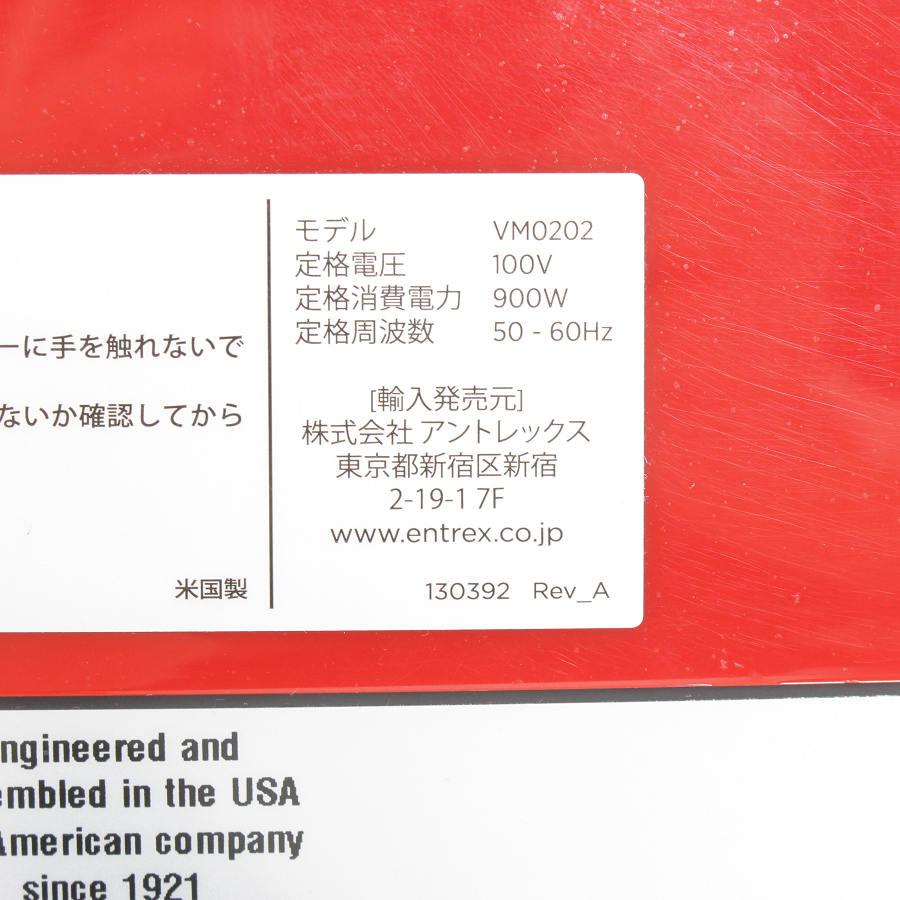 ーに手を触れないで
ないか確認してから
米国製
モデル VM0202
定格電圧 100V
定格消費電力 900W
定格周波数 50 - 60Hz
[輸入発売元]
株式会社 アントレックス
東京都新宿区新宿
2-19-1 7F
www.entrex.co.jp
130392 Rev_A
ngineered and
embled in the USA
American company
since 1921